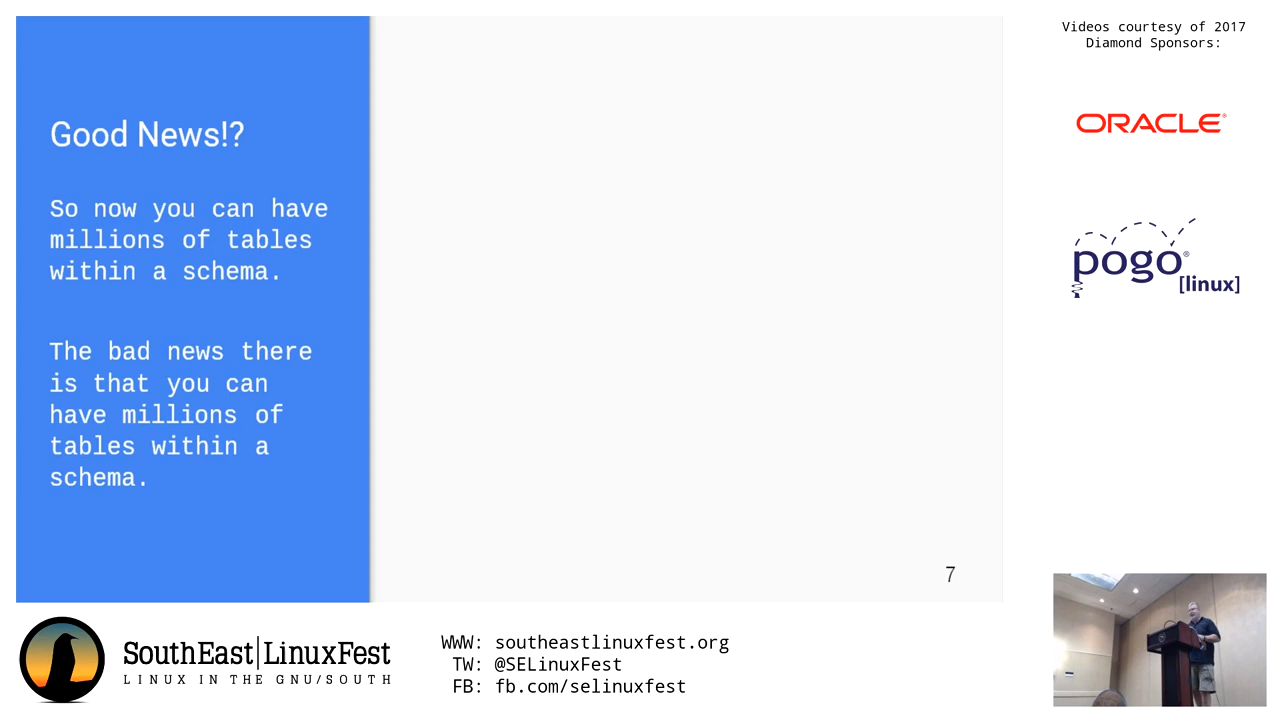 Good News!?
So now you can have
millions of tables
within a schema.
The bad news there
is that you can
have millions of
tables within a
schema.
7
Videos courtesy of 2017
Diamond Sponsors:
ORACLE®
pogo®
[linux]
SouthEast|LinuxFest
LINUX IN THE GNU/SOUTH
WWW: southeastlinuxfest.org
TW: @SELinuxFest
FB: fb.com/selinuxfest